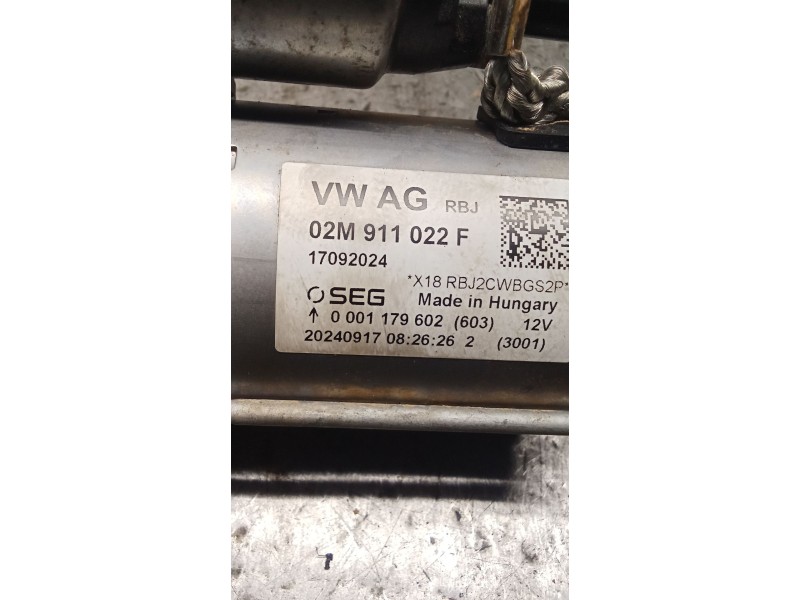 VW AG RBJ
02M 911 022 F
17092024
*X18 RBJ2CWBGS2P*
SEG Made in Hungary
↑ 0 001 179 602 (603) 12V
20240917 08:26:26 2 (3001)